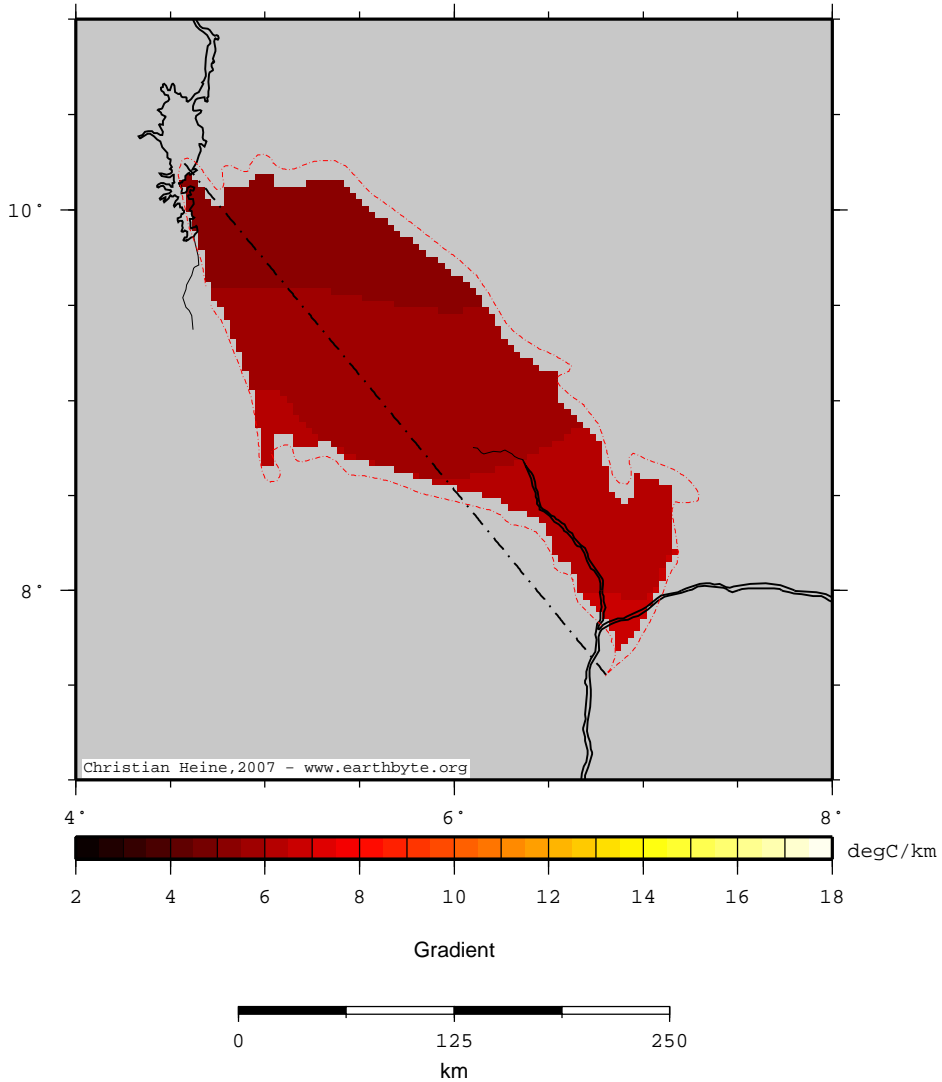 10°
8°
Christian Heine,2007 - www.earthbyte.org
4° 6° 8°
degC/km
2 4 6 8 10 12 14 16 18
Gradient
0 125 250
km